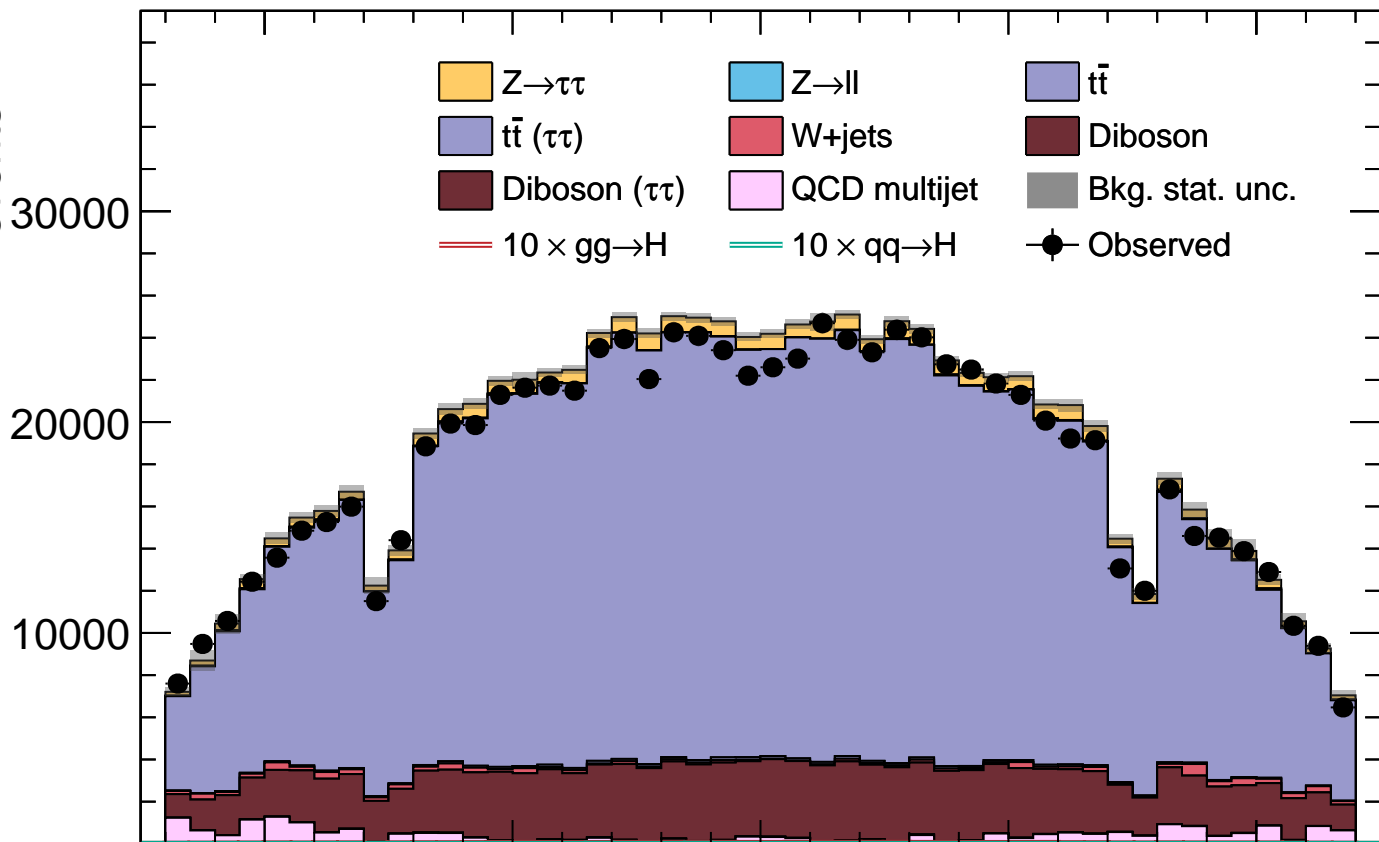 Z→ττ Z→ll tt̄
tt̄ (ττ) W+jets Diboson
Diboson (ττ) QCD multijet Bkg. stat. unc.
10 × gg→H 10 × qq→H Observed
30000
20000
10000